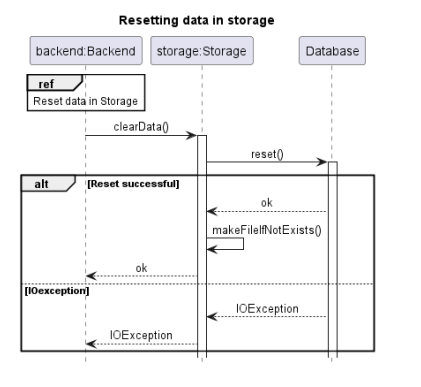 Resetting data in storage
backend:Backend
storage:Storage
Database
ref
Reset data in Storage
clearData()
reset()
alt
[Reset successful]
ok
makeFileIfNotExists()
ok
[IOexception]
IOException
IOException